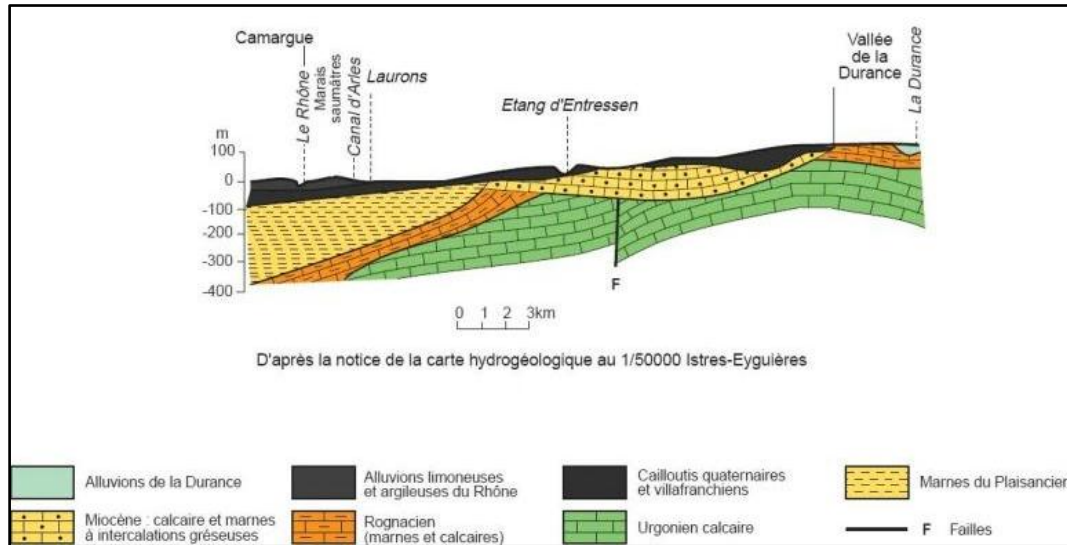 Camargue
Le Rhône
Marais
saumâtres
Canal d'Arles
Laurons
Etang d'Entressen
Vallée
de la
Durance
La Durance
m
100
0
-100
-200
-300
-400
F
0 1 2 3km
D'après la notice de la carte hydrogéologique au 1/50000 Istres-Eyguières
Alluvions de la Durance
Alluvions limoneuses
et argileuses du Rhône
Cailloutis quaternaires
et villafranchiens
Marnes du Plaisancien
Miocène : calcaire et marnes
à intercalations gréseuses
Rognacien
(marnes et calcaires)
Urgonien calcaire
F Failles